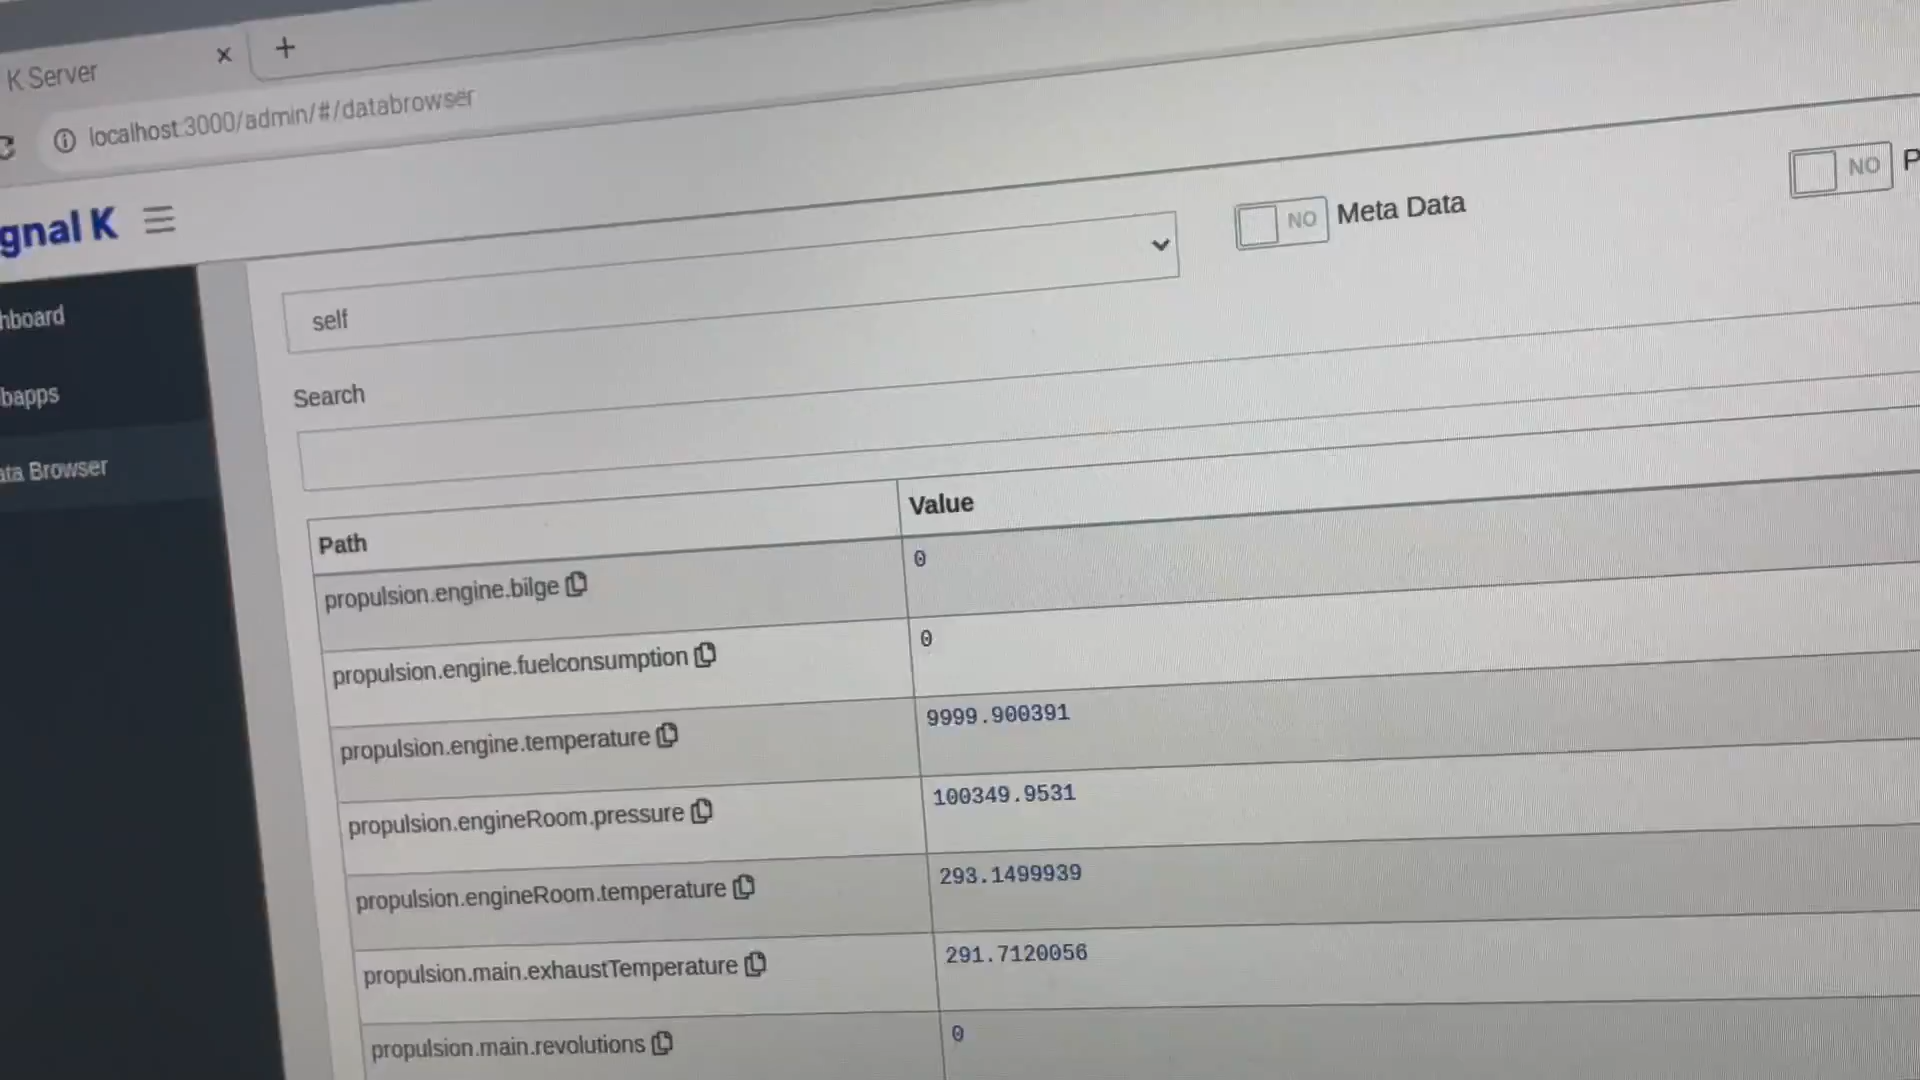 K Server × +
localhost:3000/admin/#/databrowser
gnal K
hboard
bapps
ata Browser
self
NO Meta Data
NO P
Search
Path Value
propulsion.engine.bilge 0
propulsion.engine.fuelconsumption 0
propulsion.engine.temperature 9999.900391
propulsion.engineRoom.pressure 100349.9531
propulsion.engineRoom.temperature 293.1499939
propulsion.main.exhaustTemperature 291.7120056
propulsion.main.revolutions 0